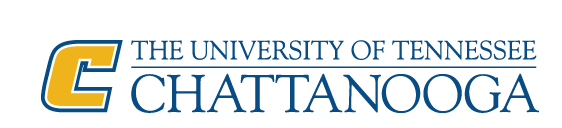 C
THE UNIVERSITY OF TENNESSEE
CHATTANOOGA